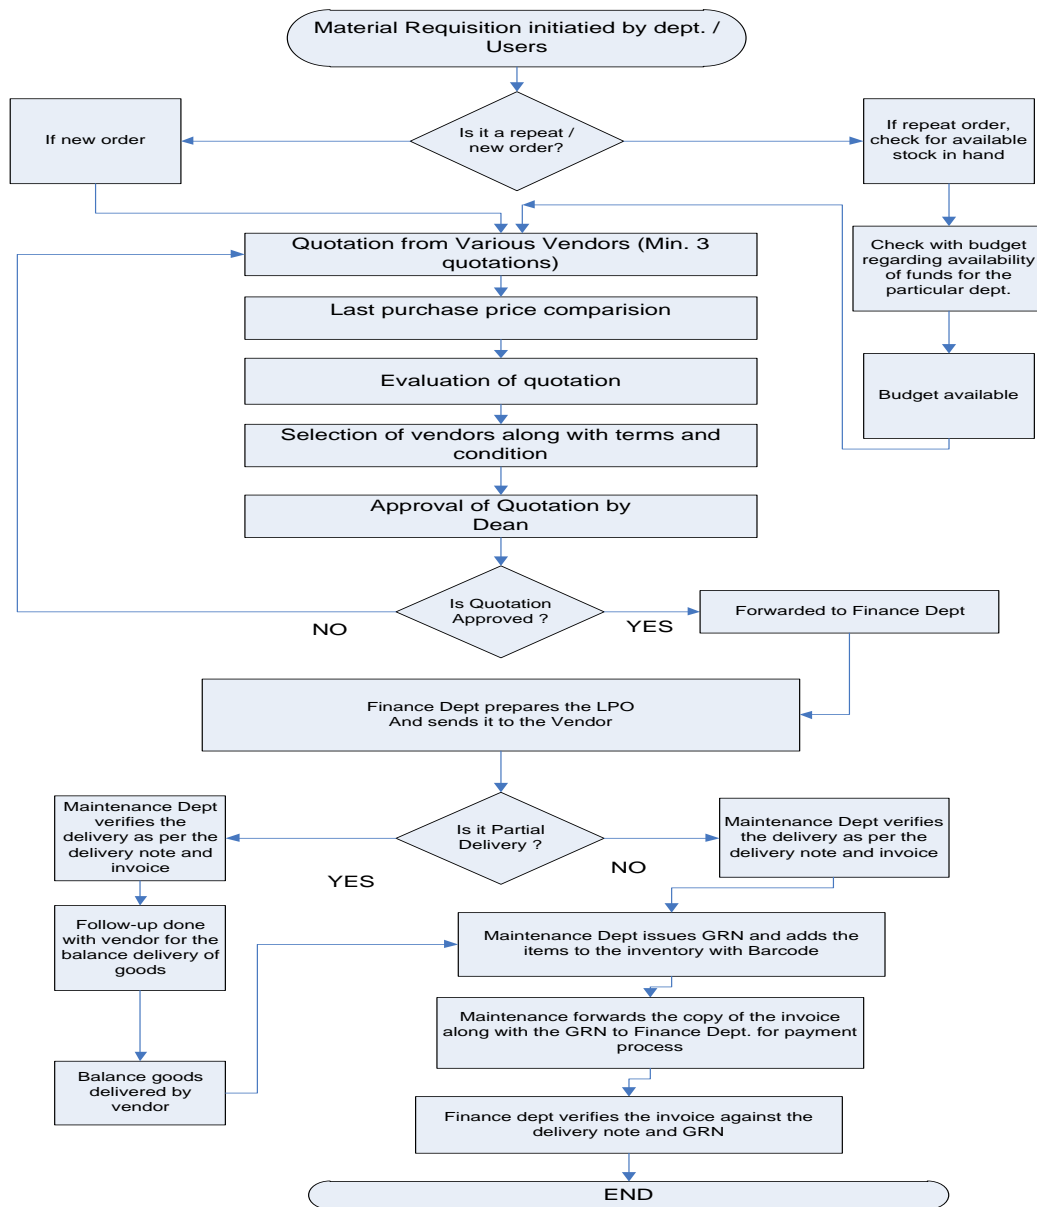 Material Requisition initiatied by dept. /
Users
Is it a repeat /
new order?
If new order
If repeat order,
check for available
stock in hand
Check with budget
regarding availability
of funds for the
particular dept.
Budget available
Quotation from Various Vendors (Min. 3
quotations)
Last purchase price comparision
Evaluation of quotation
Selection of vendors along with terms and
condition
Approval of Quotation by
Dean
Is Quotation
Approved ?
NO
YES
Forwarded to Finance Dept
Finance Dept prepares the LPO
And sends it to the Vendor
Is it Partial
Delivery ?
YES
NO
Maintenance Dept
verifies the
delivery as per the
delivery note and
invoice
Maintenance Dept verifies
the delivery as per the
delivery note and invoice
Follow-up done
with vendor for the
balance delivery of
goods
Balance goods
delivered by
vendor
Maintenance Dept issues GRN and adds the
items to the inventory with Barcode
Maintenance forwards the copy of the invoice
along with the GRN to Finance Dept. for payment
process
Finance dept verifies the invoice against the
delivery note and GRN
END